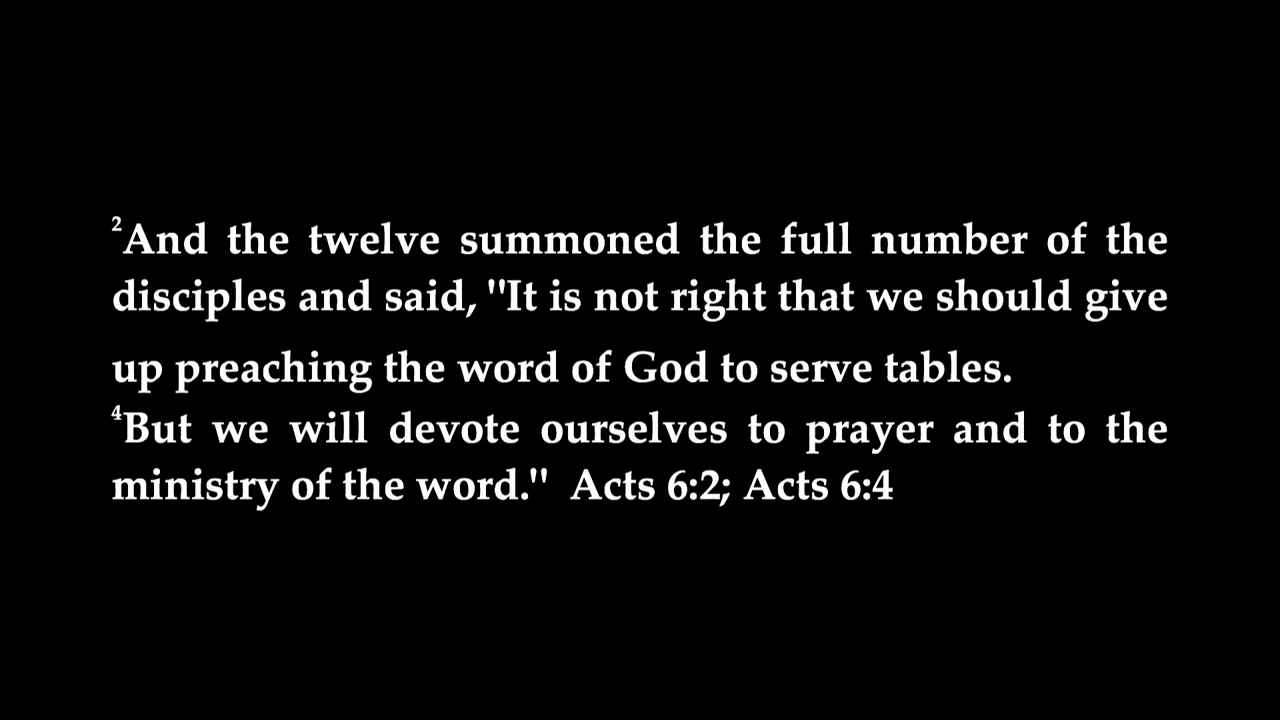 ²And the twelve summoned the full number of the
disciples and said, "It is not right that we should give
up preaching the word of God to serve tables.
⁴But we will devote ourselves to prayer and to the
ministry of the word."  Acts 6:2; Acts 6:4